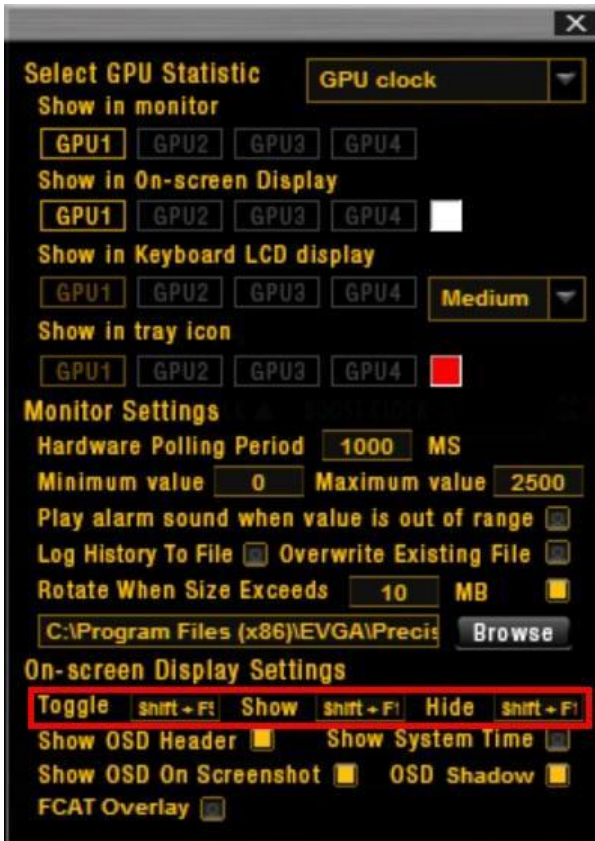 Select GPU Statistic GPU clock
Show in monitor
GPU1 GPU2 GPU3 GPU4
Show in On-screen Display
GPU1 GPU2 GPU3 GPU4
Show in Keyboard LCD display
GPU1 GPU2 GPU3 GPU4 Medium
Show in tray icon
GPU1 GPU2 GPU3 GPU4
Monitor Settings
Hardware Polling Period 1000 MS
Minimum value 0 Maximum value 2500
Play alarm sound when value is out of range
Log History To File Overwrite Existing File
Rotate When Size Exceeds 10 MB
C:\Program Files (x86)\EVGA\Precis Browse
On-screen Display Settings
Toggle Shift + Show Shift + Hide Shift +
Show OSD Header Show System Time
Show OSD On Screenshot OSD Shadow
FCAT Overlay